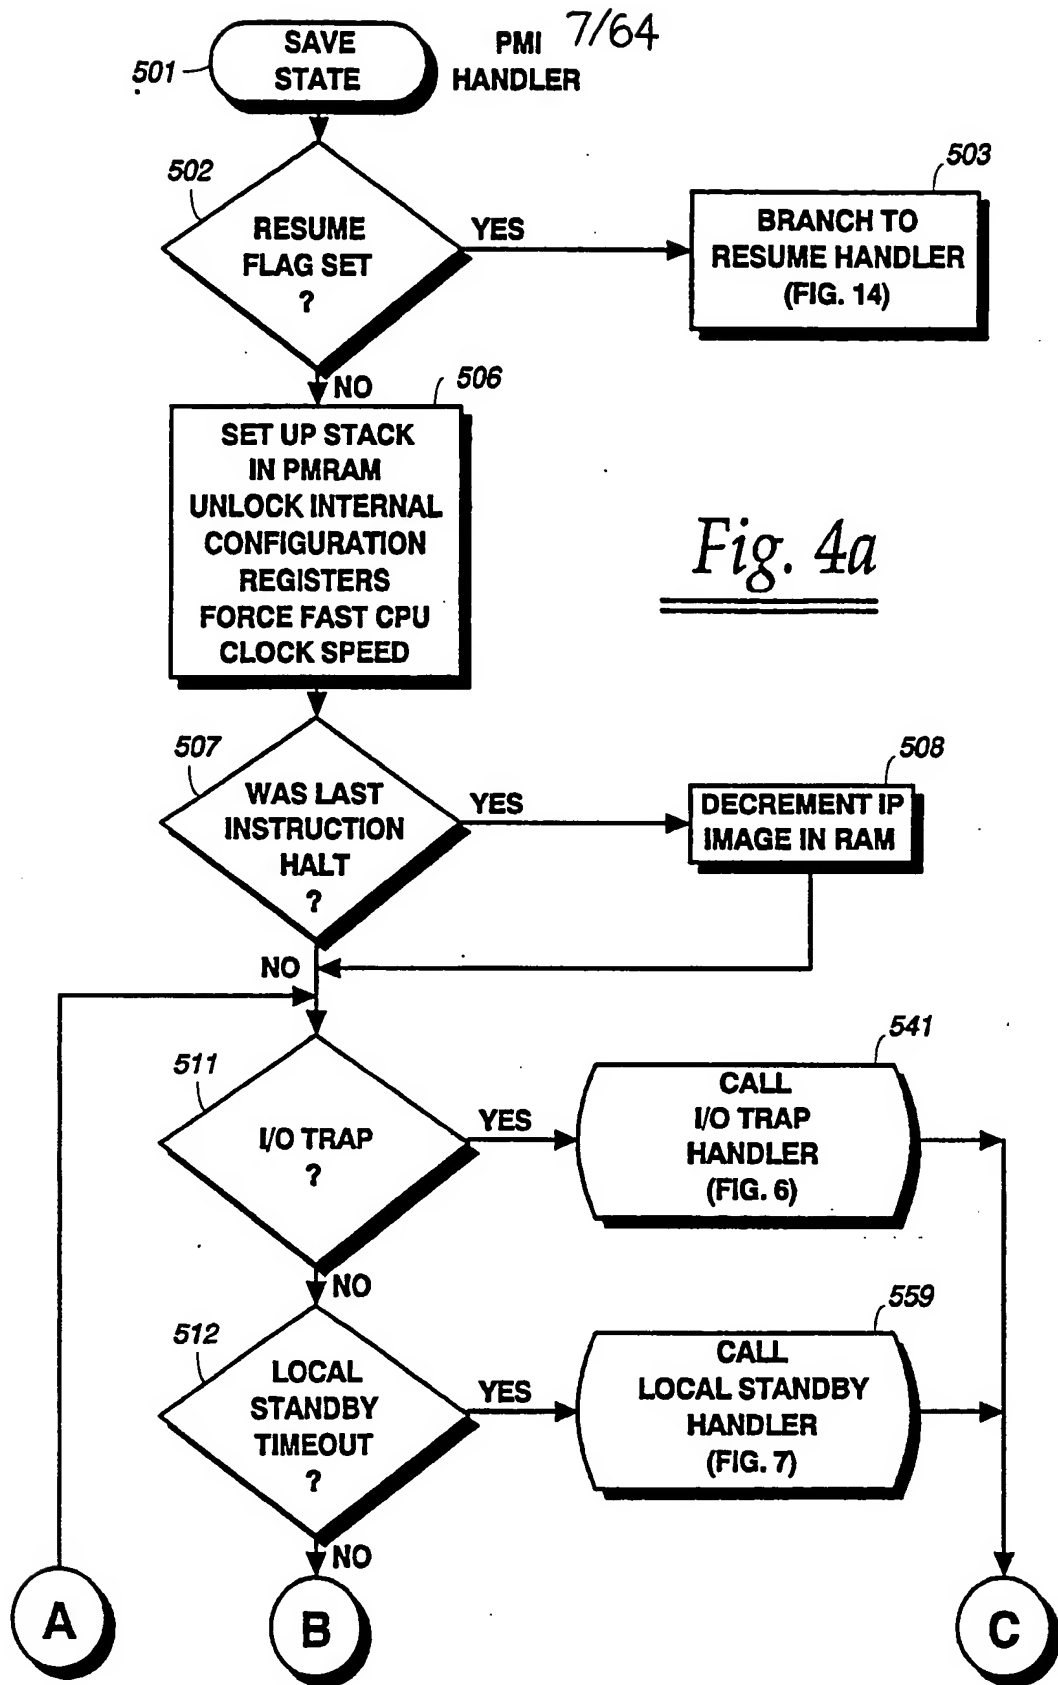 7/64
SAVE
STATE
501
PMI
HANDLER
502
RESUME
FLAG SET
?
YES
503
BRANCH TO
RESUME HANDLER
(FIG. 14)
NO
506
SET UP STACK
IN PMRAM
UNLOCK INTERNAL
CONFIGURATION
REGISTERS
FORCE FAST CPU
CLOCK SPEED
Fig. 4a
507
WAS LAST
INSTRUCTION
HALT
?
YES
508
DECREMENT IP
IMAGE IN RAM
NO
511
I/O TRAP
?
YES
541
CALL
I/O TRAP
HANDLER
(FIG. 6)
NO
512
LOCAL
STANDBY
TIMEOUT
?
YES
559
CALL
LOCAL STANDBY
HANDLER
(FIG. 7)
NO
A
B
C